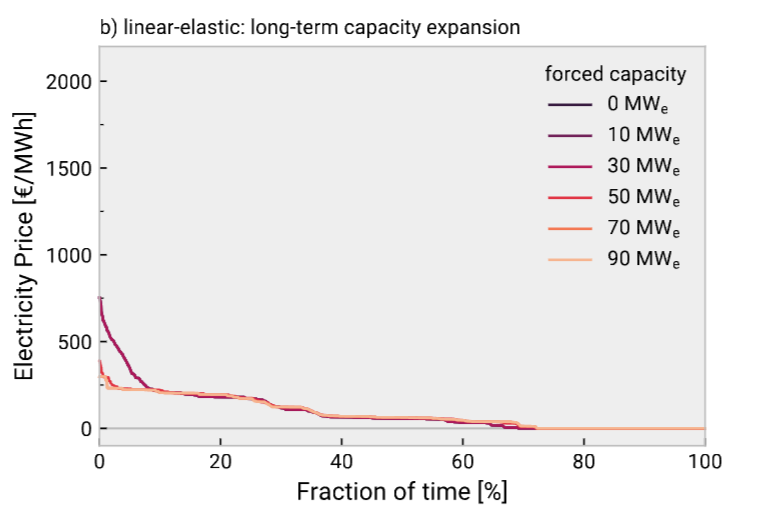 b) linear-elastic: long-term capacity expansion
forced capacity
0 MWₑ
10 MWₑ
30 MWₑ
50 MWₑ
70 MWₑ
90 MWₑ
Electricity Price [€/MWh]
2000
1500
1000
500
0
0 20 40 60 80 100
Fraction of time [%]